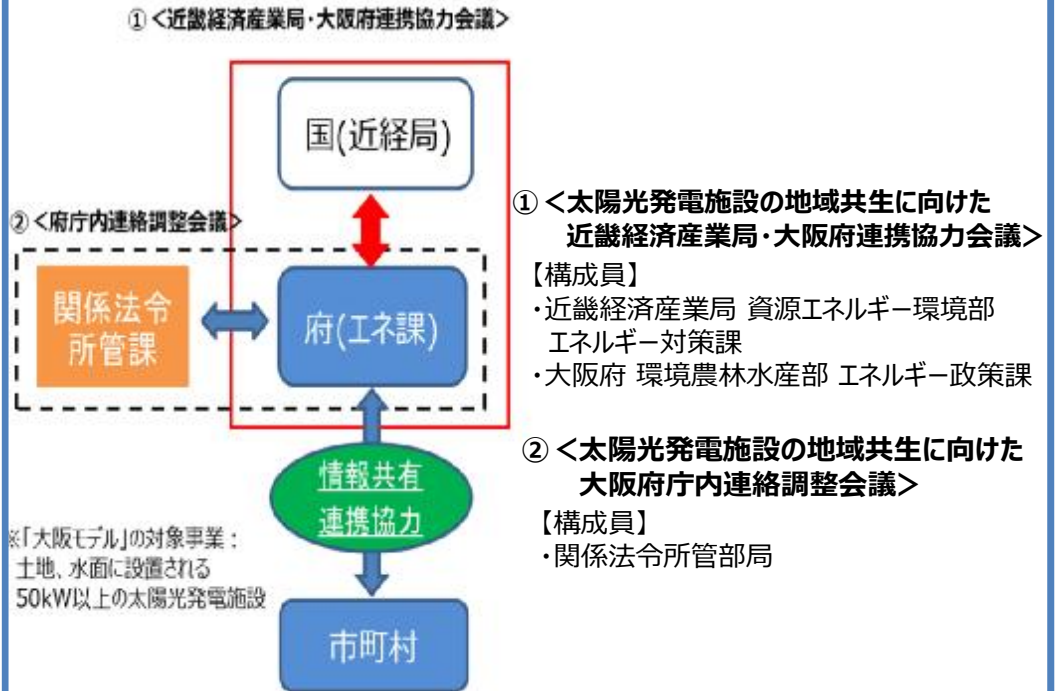 ①＜近畿経済産業局･大阪府連携協力会議＞
国(近経局)
②＜府庁内連絡調整会議＞
関係法令
所管課
府(エネ課)
情報共有
連携協力
※｢大阪モデル｣の対象事業：
土地、水面に設置される
50kW以上の太陽光発電施設
市町村
①＜太陽光発電施設の地域共生に向けた
近畿経済産業局･大阪府連携協力会議＞
【構成員】
・近畿経済産業局 資源エネルギー環境部
エネルギー対策課
・大阪府 環境農林水産部 エネルギー政策課
②＜太陽光発電施設の地域共生に向けた
大阪府庁内連絡調整会議＞
【構成員】
・関係法令所管部局